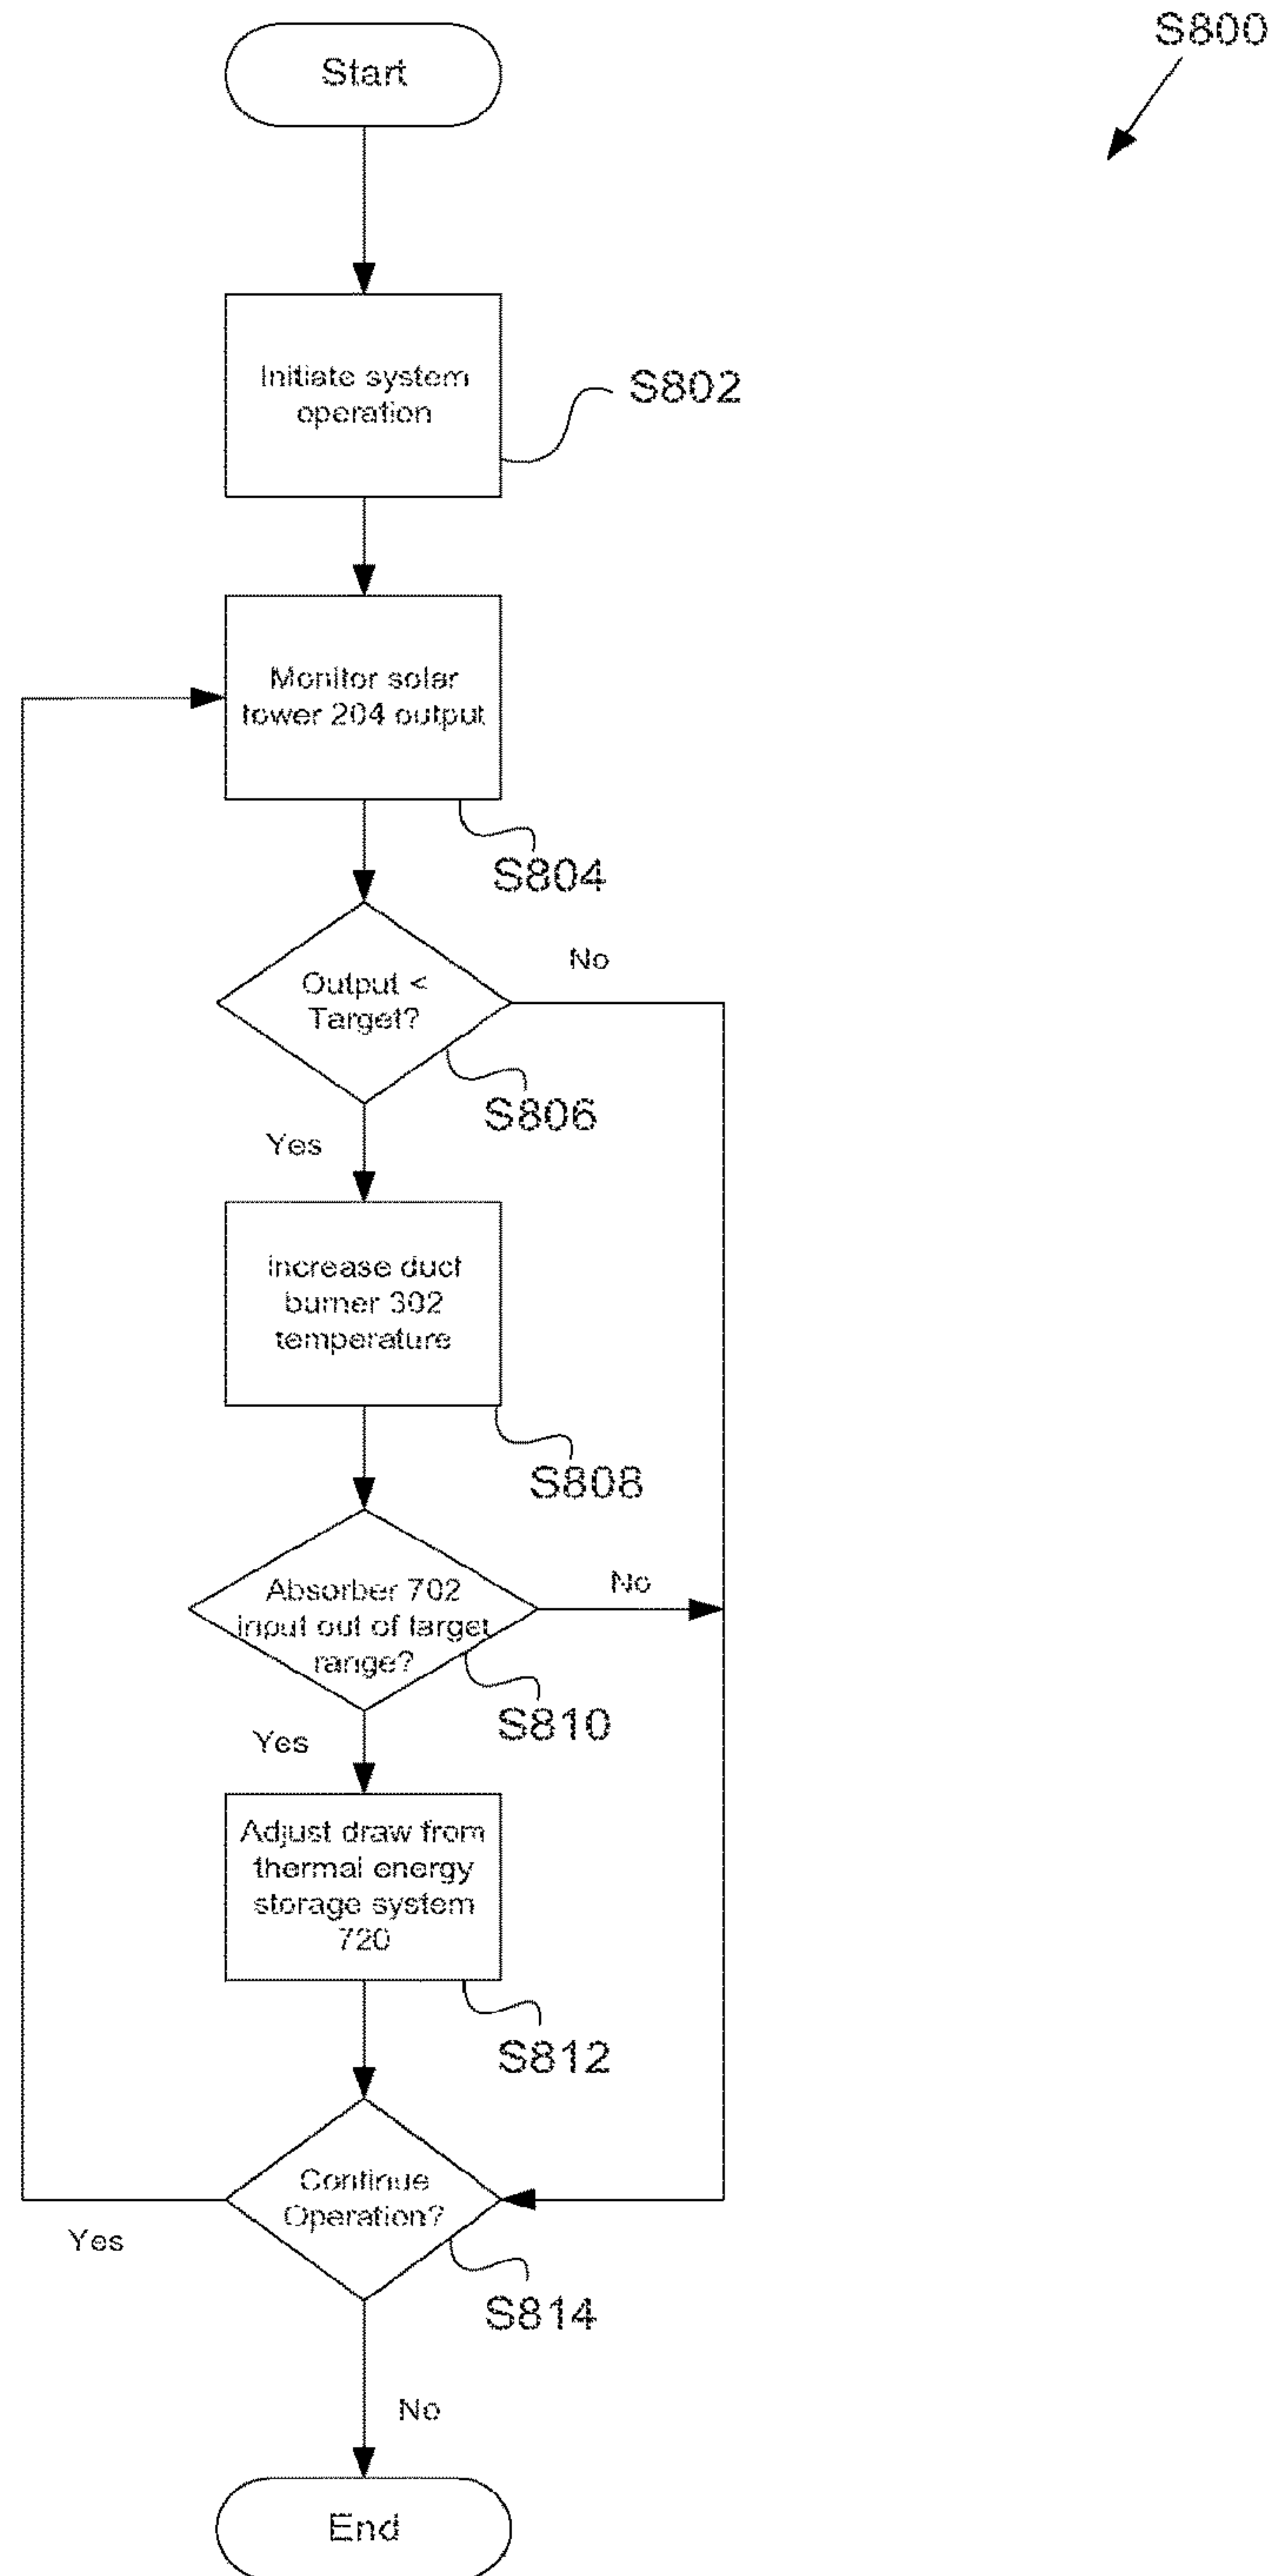 S800
Start
Initiate system
operation
S802
Monitor solar
tower 204 output
S804
Output <
Target?
No
S806
Yes
increase duct
burner 302
temperature
S808
Absorber 702
input out of target
range?
No
S810
Yes
Adjust draw from
thermal energy
storage system
720
S812
Continue
Operation?
Yes
S814
No
End